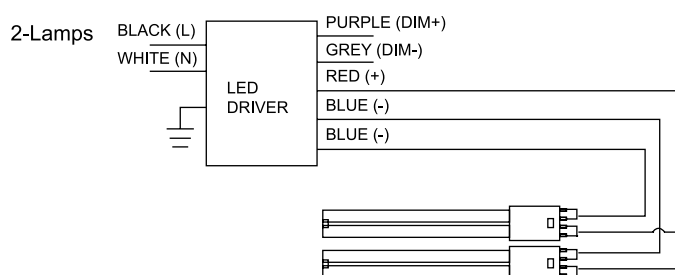 2-Lamps
BLACK (L)
WHITE (N)
LED
DRIVER
PURPLE (DIM+)
GREY (DIM-)
RED (+)
BLUE (-)
BLUE (-)